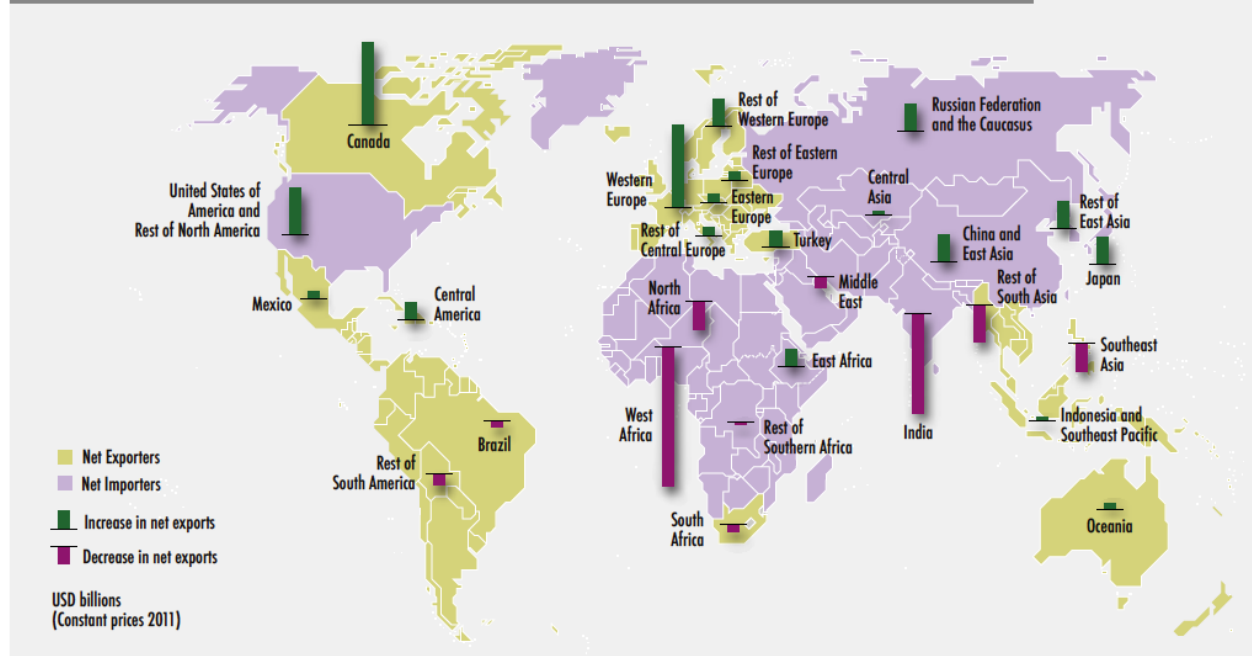 Canada
United States of
America and
Rest of North America
Mexico
Central
America
Brazil
Rest of
South America
Rest of
Western Europe
Western
Europe
Rest of Eastern
Europe
Eastern
Europe
Rest of
Central Europe
Turkey
Russian Federation
and the Caucasus
Central
Asia
China and
East Asia
Rest of
East Asia
Japan
Rest of
South Asia
Middle
East
North
Africa
East Africa
West
Africa
Rest of
Southern Africa
South
Africa
India
Southeast
Asia
Indonesia and
Southeast Pacific
Oceania
Net Exporters
Net Importers
Increase in net exports
Decrease in net exports
USD billions
(Constant prices 2011)